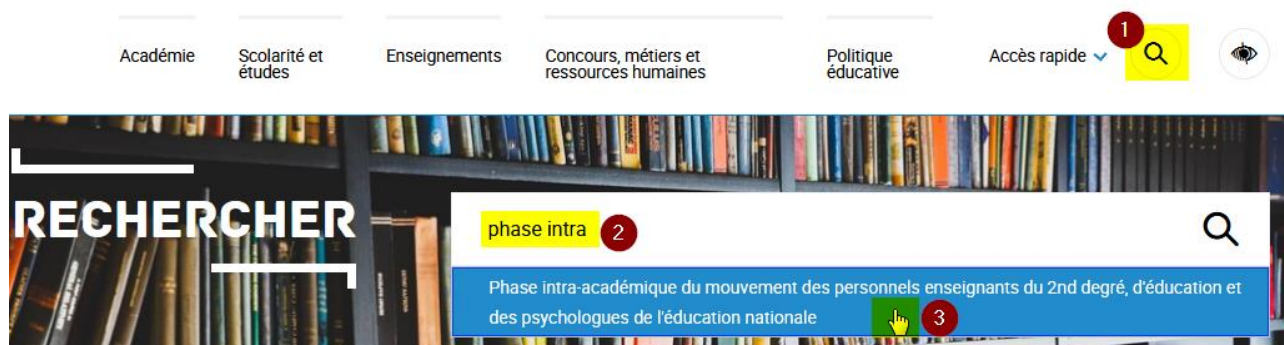 Académie
Scolarité et
études
Enseignements
Concours, métiers et
ressources humaines
Politique
éducative
Accès rapide
1
RECHERCHER
phase intra
2
Phase intra-académique du mouvement des personnels enseignants du 2nd degré, d'éducation et
des psychologues de l'éducation nationale
3